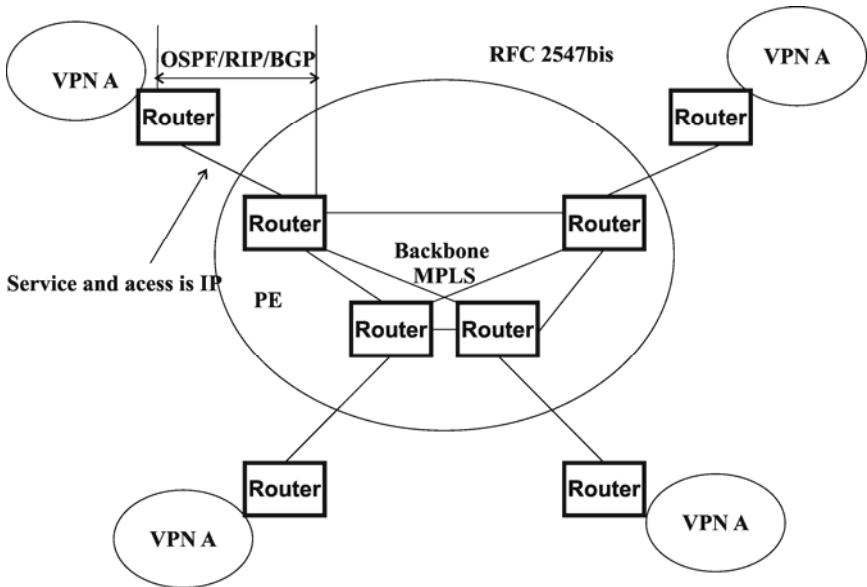 OSPF/RIP/BGP
RFC 2547bis
VPN A
VPN A
Router
Router
Router
Router
Backbone
MPLS
Service and acess is IP
PE
Router
Router
Router
Router
VPN A
VPN A